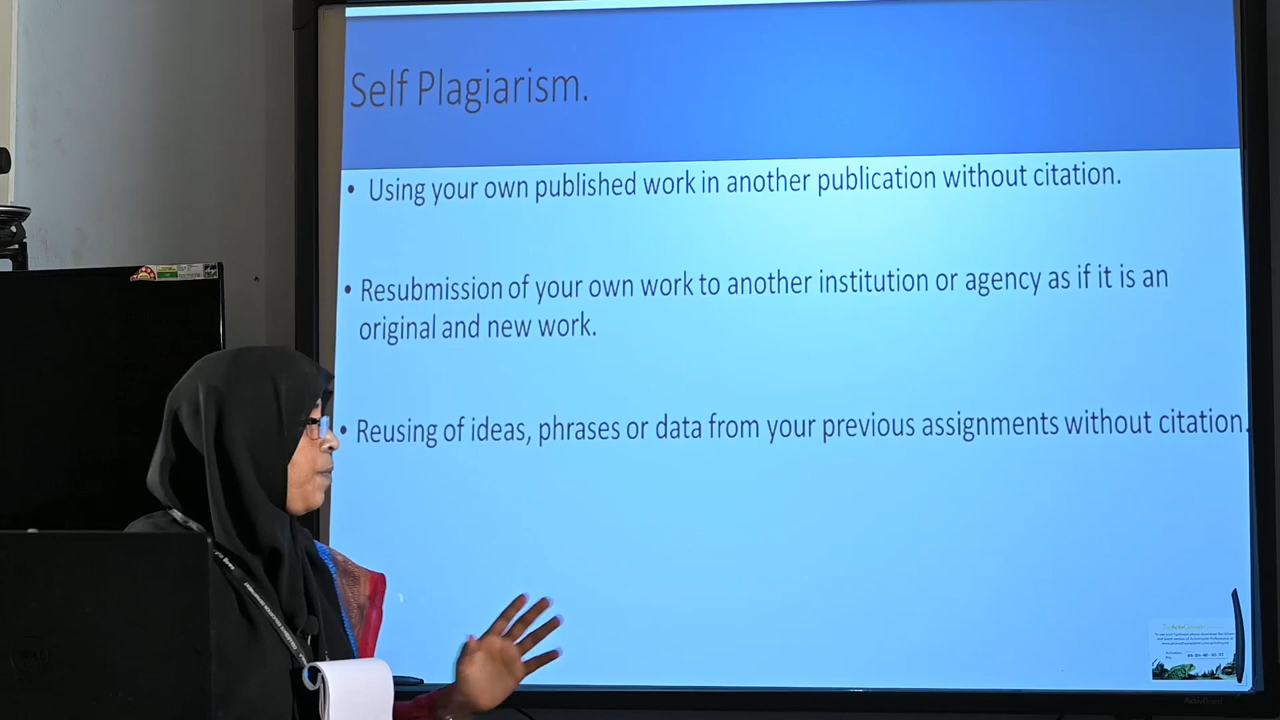 Self Plagiarism.
• Using your own published work in another publication without citation.
• Resubmission of your own work to another institution or agency as if it is an
original and new work.
• Reusing of ideas, phrases or data from your previous assignments without citation.